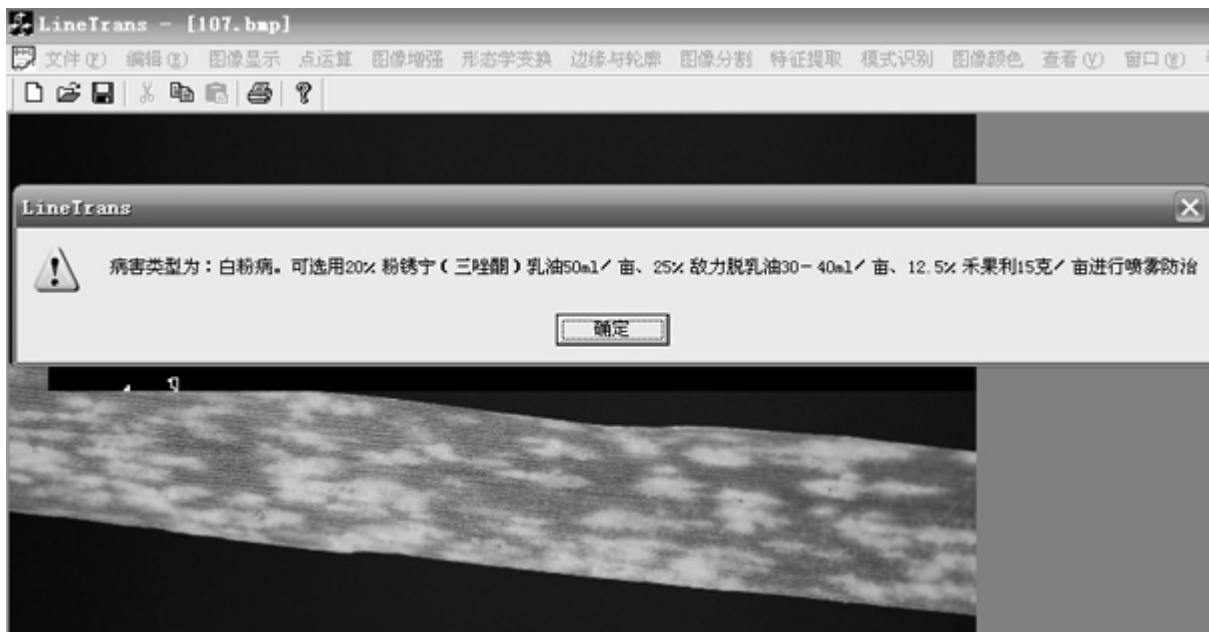 LineTrans - [107.bmp]
文件(F) 编辑(E) 图像显示 点运算 图像增强 形态学变换 边缘与轮廓 图像分割 特征提取 模式识别 图像颜色 查看(V) 窗口(W)
LineTrans
病害类型为:白粉病。可选用20% 粉锈宁(三唑酮)乳油50ml/ 亩、25% 敌力脱乳油30-40ml/ 亩、12.5% 禾果利15克/ 亩进行喷雾防治
确定